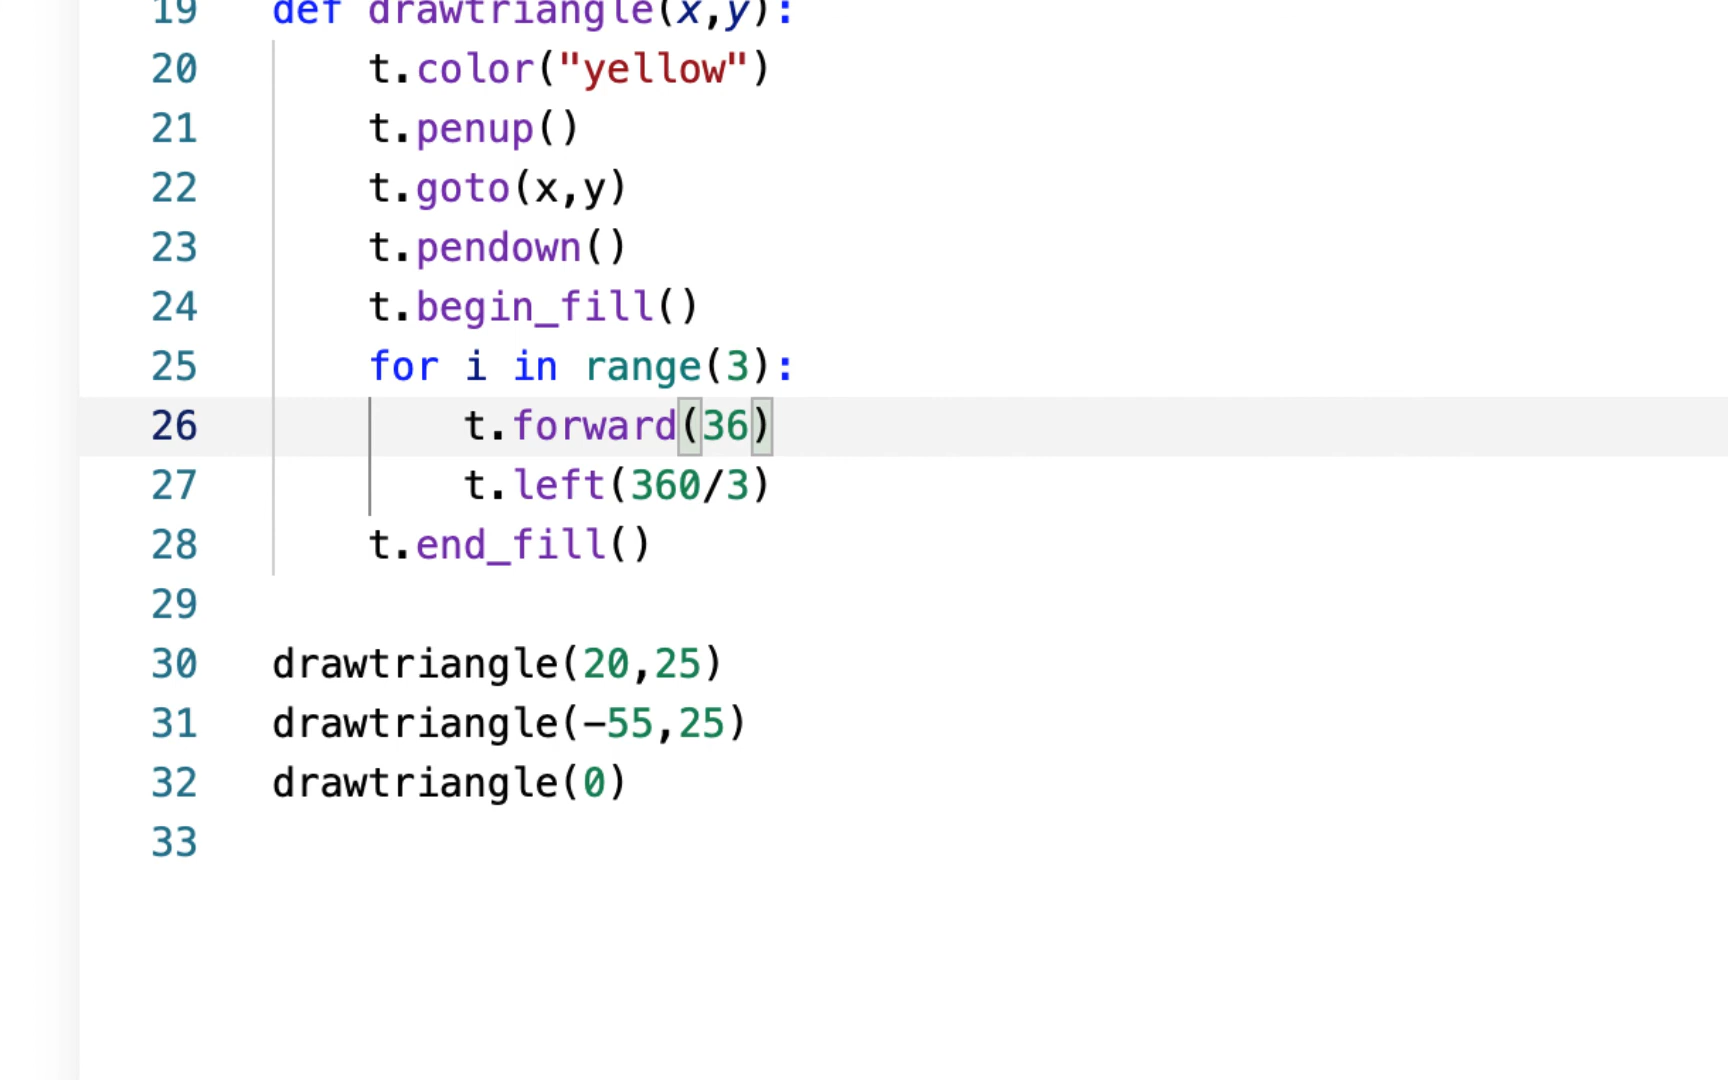 19 def drawtriangle(x,y):
20 t.color("yellow")
21 t.penup()
22 t.goto(x,y)
23 t.pendown()
24 t.begin_fill()
25 for i in range(3):
26 t.forward(36)
27 t.left(360/3)
28 t.end_fill()
29
30 drawtriangle(20,25)
31 drawtriangle(-55,25)
32 drawtriangle(0)
33